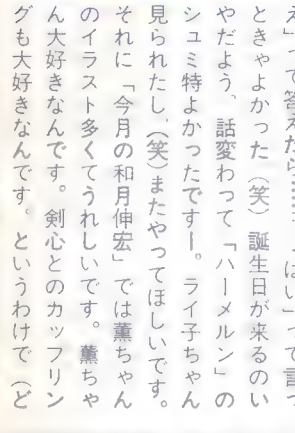 え」って答えたら……「はい」って言っ
ときゃよかった（笑）誕生日が来るのい
やだよう、話変わって「ハーメルン」の
シュミ特よかったですー。ライ子ちゃん
見られたし、（笑）またやってほしいです。
それに「今月の和月伸宏」では薫ちゃん
のイラスト多くてうれしいです。薫ちゃ
ん大好きなんです。剣心とのカップリン
グも大好きなんです。というわけで（ど